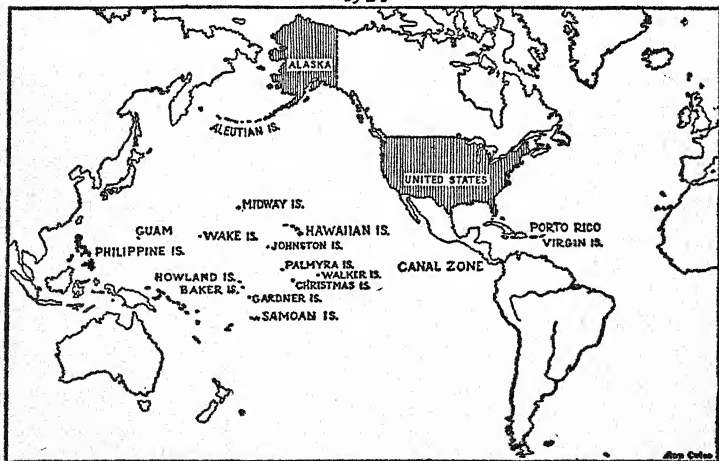 ALASKA
ALEUTIAN IS.
UNITED STATES
MIDWAY IS.
GUAM
WAKE IS.
HAWAIIAN IS.
PORTO RICO
VIRGIN IS.
PHILIPPINE IS.
JOHNSTON IS.
PALMYRA IS.
CANAL ZONE
WALKER IS.
HOWLAND IS.
CHRISTMAS IS.
BAKER IS.
GARDNER IS.
SAMOAN IS.